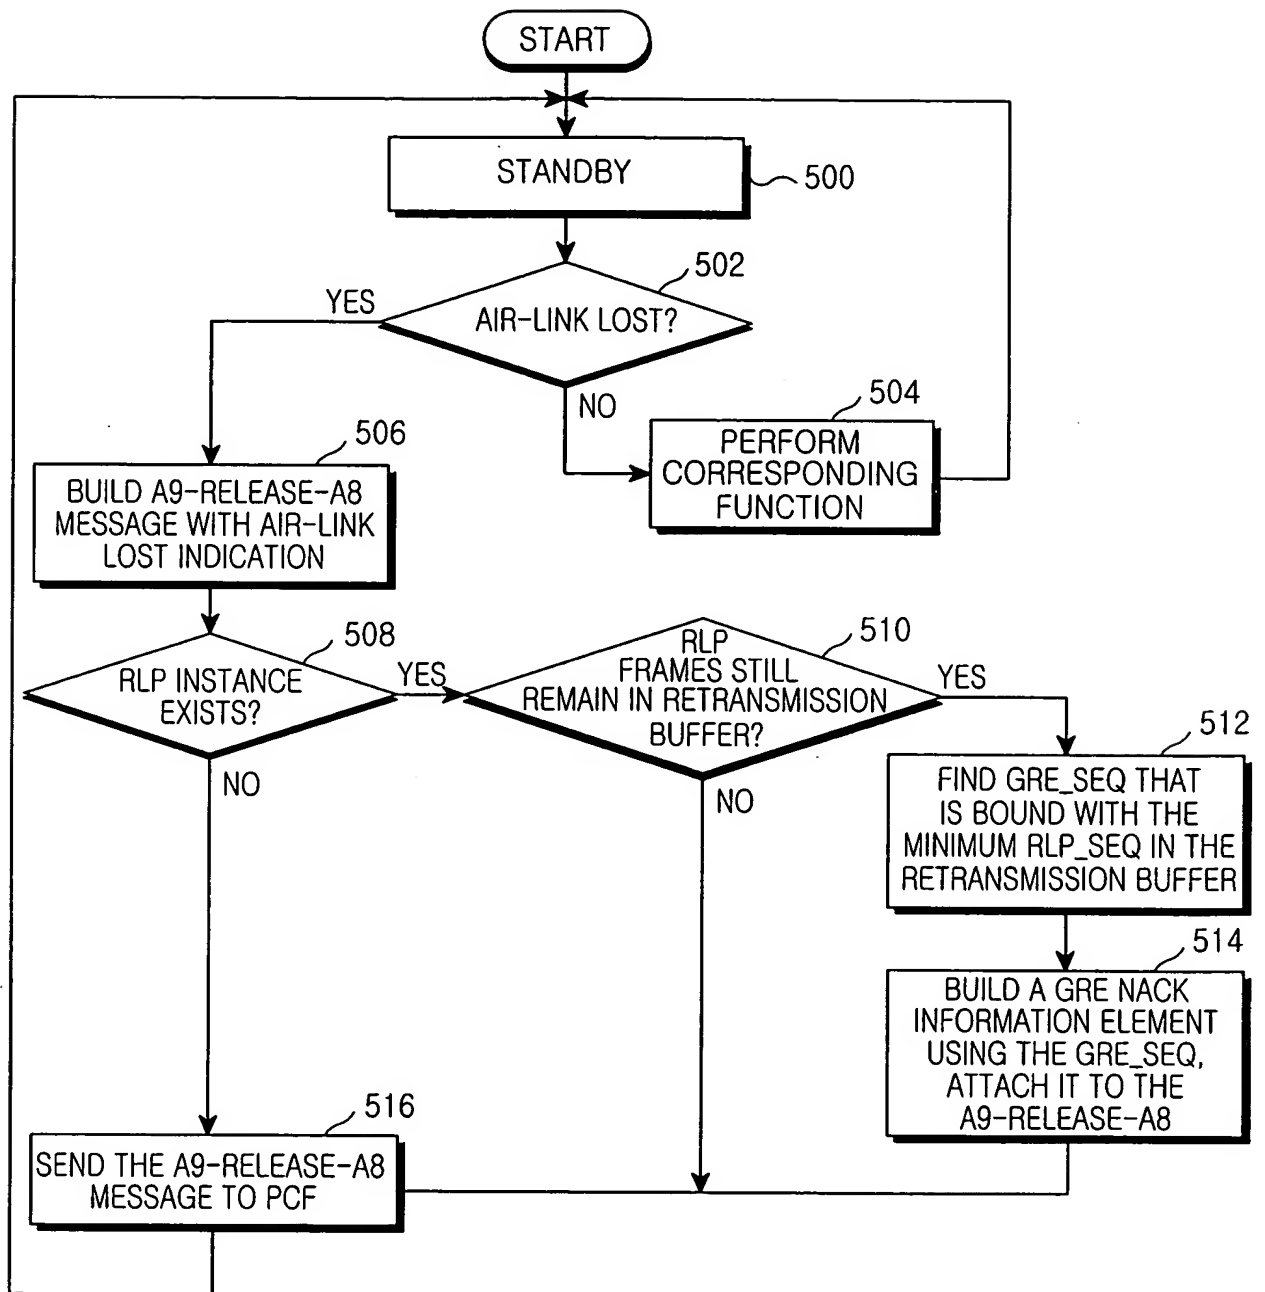 START
STANDBY
500
502
YES
AIR-LINK LOST?
NO
504
PERFORM
CORRESPONDING
FUNCTION
506
BUILD A9-RELEASE-A8
MESSAGE WITH AIR-LINK
LOST INDICATION
508
RLP INSTANCE
EXISTS?
YES
NO
510
RLP
FRAMES STILL
REMAIN IN RETRANSMISSION
BUFFER?
YES
NO
512
FIND GRE_SEQ THAT
IS BOUND WITH THE
MINIMUM RLP_SEQ IN THE
RETRANSMISSION BUFFER
514
BUILD A GRE NACK
INFORMATION ELEMENT
USING THE GRE_SEQ,
ATTACH IT TO THE
A9-RELEASE-A8
516
SEND THE A9-RELEASE-A8
MESSAGE TO PCF